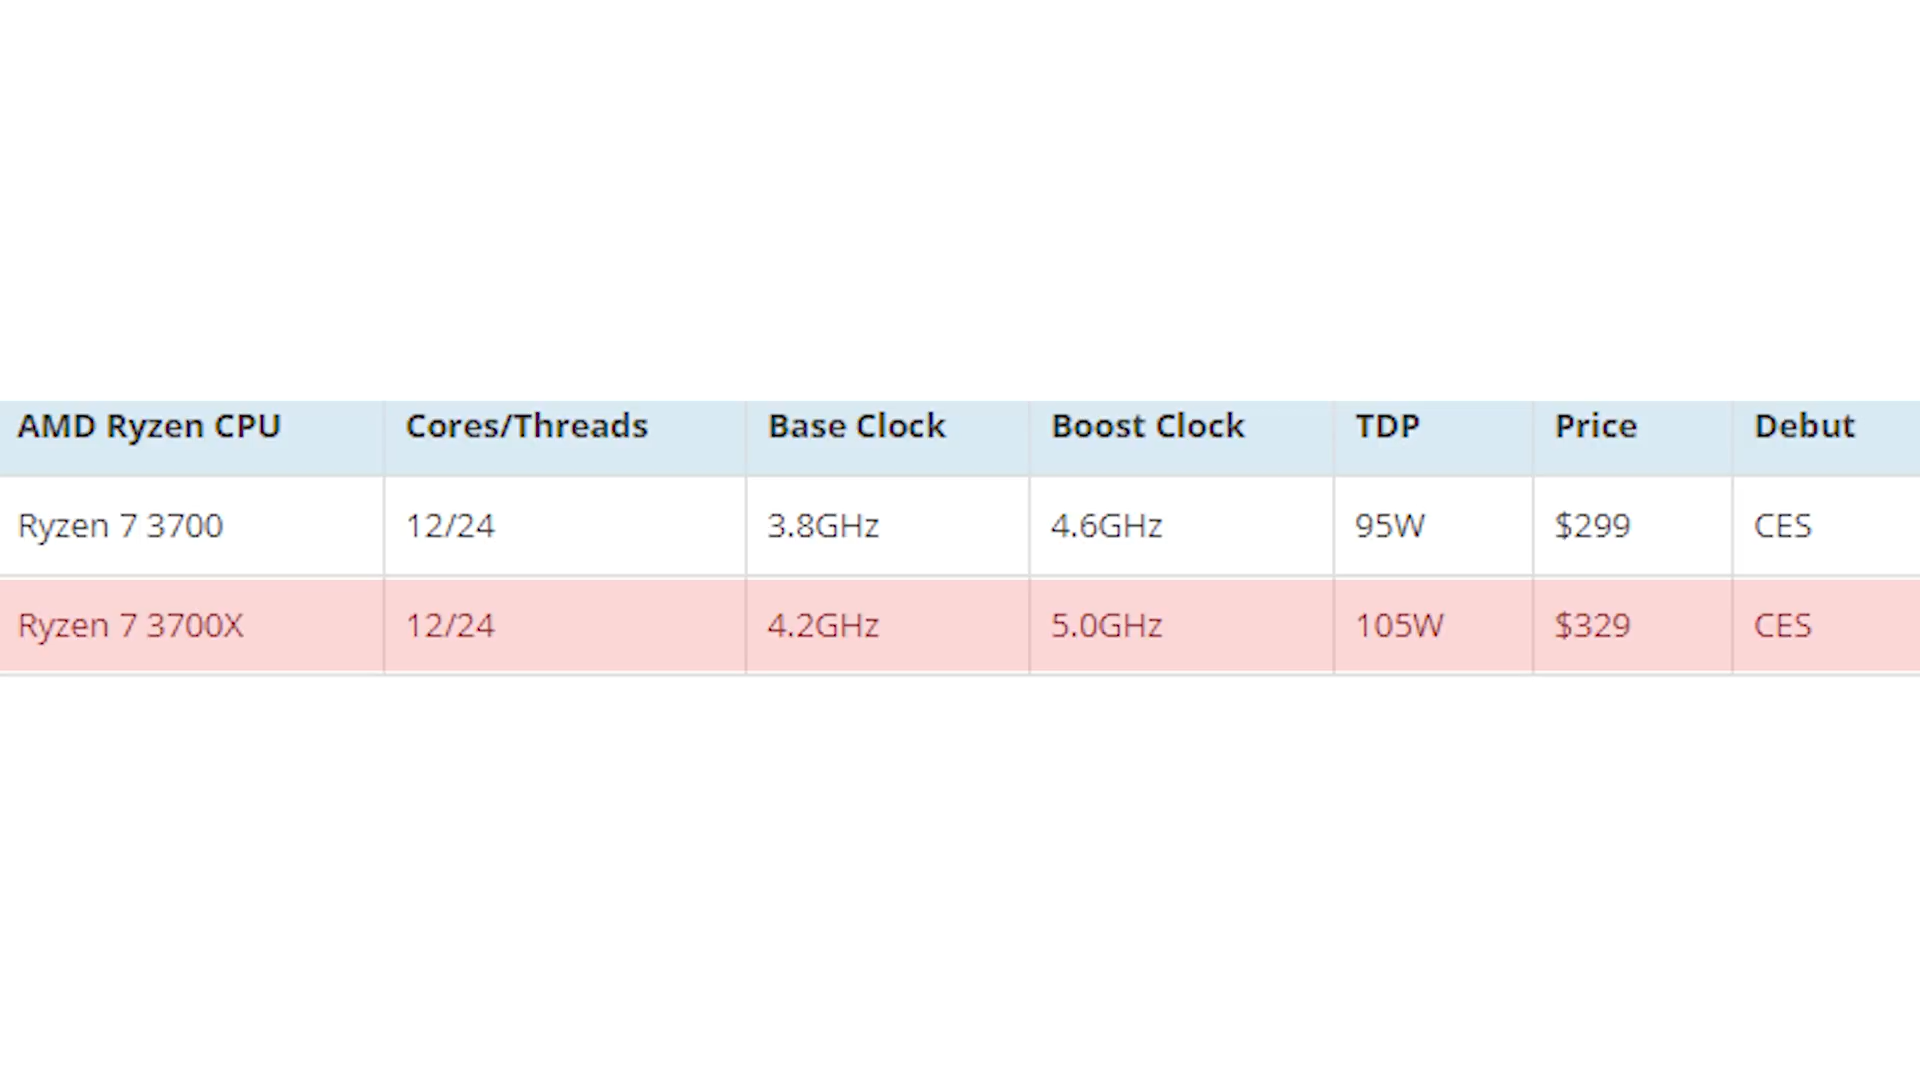 AMD Ryzen CPU Cores/Threads Base Clock Boost Clock TDP Price Debut
Ryzen 7 3700 12/24 3.8GHz 4.6GHz 95W $299 CES
Ryzen 7 3700X 12/24 4.2GHz 5.0GHz 105W $329 CES